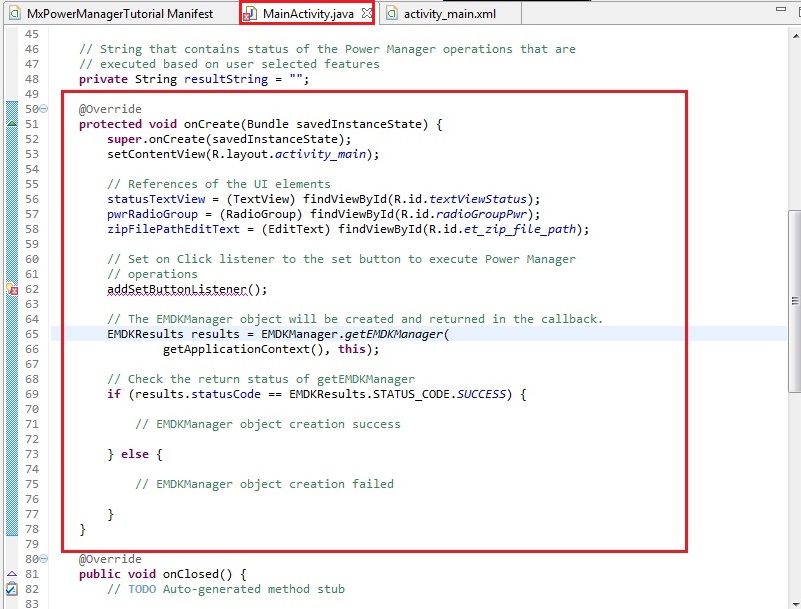 MxPowerManagerTutorial Manifest MainActivity.java activity_main.xml
45
46 // String that contains status of the Power Manager operations that are
47 // executed based on user selected features
48 private String resultString = "";
49
50 @Override
51 protected void onCreate(Bundle savedInstanceState) {
52 super.onCreate(savedInstanceState);
53 setContentView(R.layout.activity_main);
54
55 // References of the UI elements
56 statusTextView = (TextView) findViewById(R.id.textViewStatus);
57 pwrRadioGroup = (RadioGroup) findViewById(R.id.radioGroupPwr);
58 zipFilePathEditText = (EditText) findViewById(R.id.et_zip_file_path);
59
60 // Set on Click listener to the set button to execute Power Manager
61 // operations
62 addSetButtonListener();
63
64 // The EMDKManager object will be created and returned in the callback.
65 EMDKResults results = EMDKManager.getEMDKManager(
66 getApplicationContext(), this);
67
68 // Check the return status of getEMDKManager
69 if (results.statusCode == EMDKResults.STATUS_CODE.SUCCESS) {
70
71 // EMDKManager object creation success
72
73 } else {
74
75 // EMDKManager object creation failed
76
77 }
78 }
79
80 @Override
81 public void onClosed() {
82 // TODO Auto-generated method stub
83